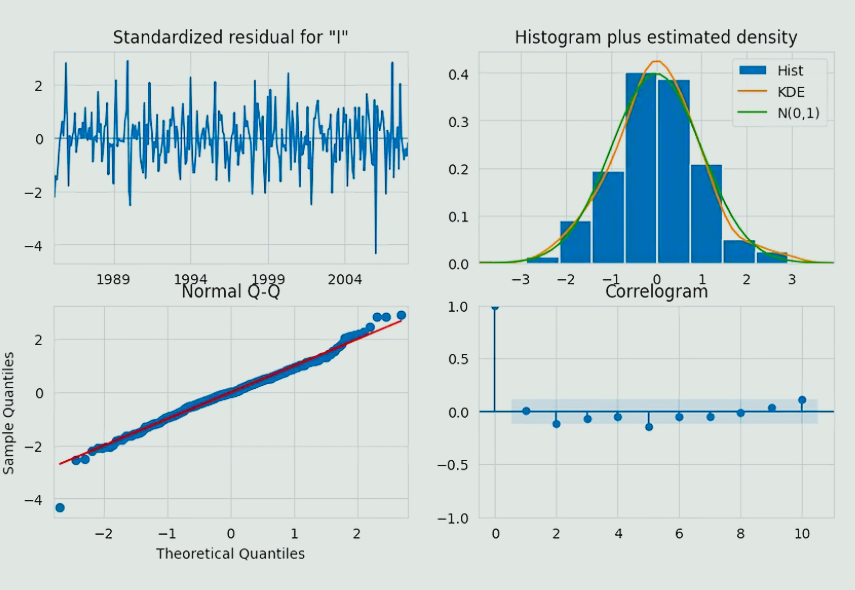 Standardized residual for "I"
2
0
−2
−4
1989 1994 1999 2004
Histogram plus estimated density
Hist
KDE
N(0,1)
0.4
0.3
0.2
0.1
0.0
−3 −2 −1 0 1 2 3
Normal Q-Q
Sample Quantiles
2
0
−2
−4
−2 −1 0 1 2
Theoretical Quantiles
Correlogram
1.0
0.5
0.0
−0.5
−1.0
0 2 4 6 8 10